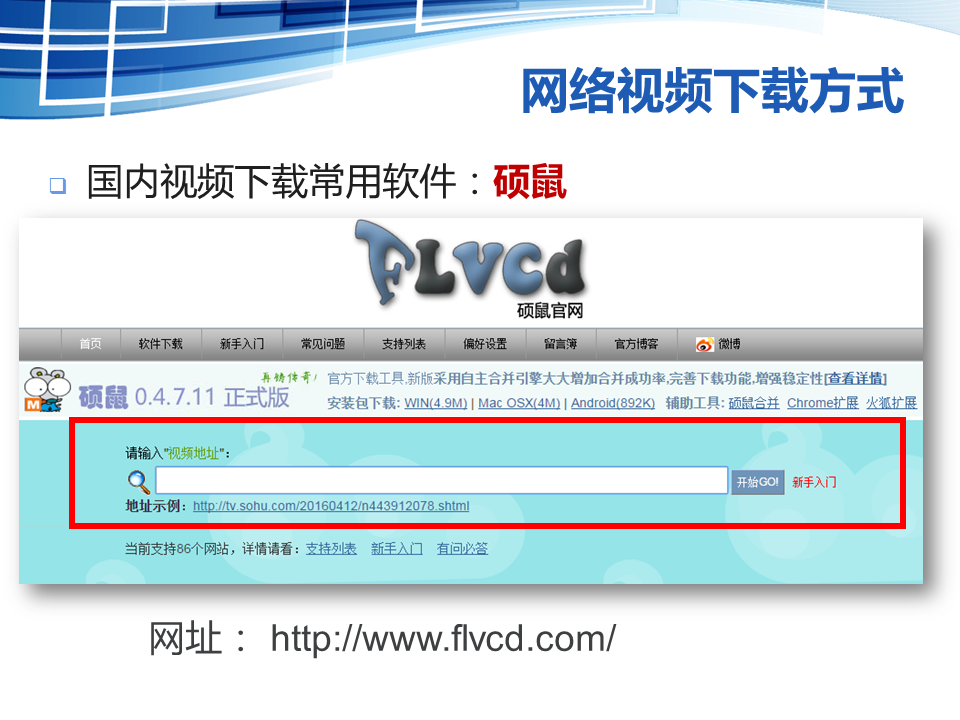 网络视频下载方式
❑ 国内视频下载常用软件：硕鼠
FLVCD
硕鼠官网
首页 软件下载 新手入门 常见问题 支持列表 偏好设置 留言簿 官方博客 微博
M 硕鼠 0.4.7.11 正式版 再铸传奇!
官方下载工具,新版采用自主合并引擎大大增加合并成功率,完善下载功能,增强稳定性[查看详情]
安装包下载: WIN(4.9M) | Mac OSX(4M) | Android(892K) 辅助工具: 硕鼠合并 Chrome扩展 火狐扩展
请输入"视频地址"：
开始GO! 新手入门
地址示例：http://tv.sohu.com/20160412/n443912078.shtml
当前支持86个网站，详情请看：支持列表 新手入门 有问必答
网址： http://www.flvcd.com/